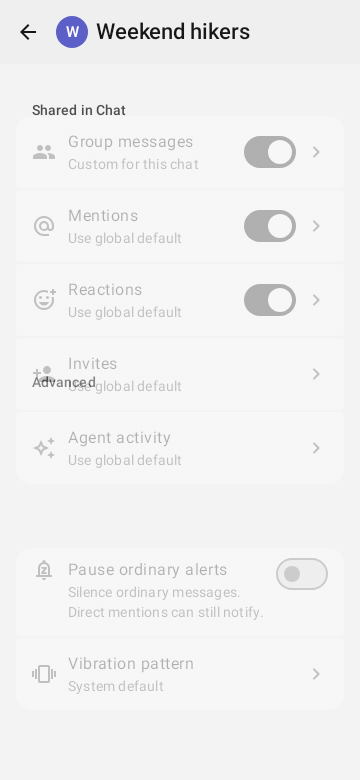 W Weekend hikers
Shared in Chat
Group messages
Custom for this chat
Mentions
Use global default
Reactions
Use global default
Invites
Advanced
Use global default
Agent activity
Use global default
Pause ordinary alerts
Silence ordinary messages.
Direct mentions can still notify.
Vibration pattern
System default